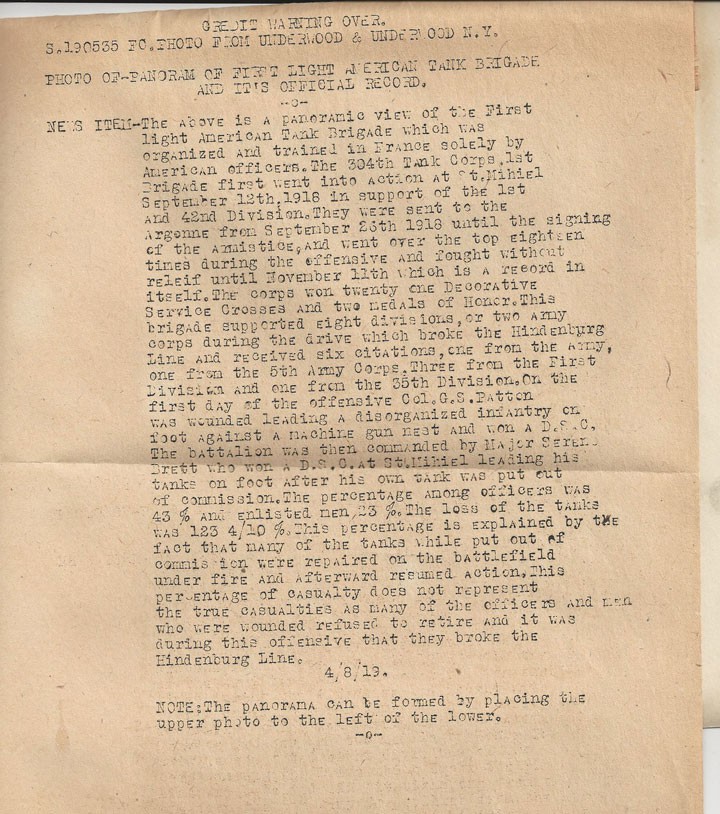 CREDIT WARNING OVER.
S.190535 FC.PHOTO FROM UNDERWOOD & UNDERWOOD N.Y.
PHOTO OF-PANORAM OF FIRST LIGHT AMERICAN TANK BRIGADE
AND IT'S OFFICIAL RECORD.
--o--
NEWS ITEM-The above is a panoramic view of the First
light American Tank Brigade which was
organized and trained in France solely by
American officers.The 304th Tank Corps,1st
Brigade first went into action at St.Mihiel
September 12th,1918 in support of the 1st
and 42nd Division.They were sent to the
Argonne from September 26th 1918 until the signing
of the armistice,and went over the top eighteen
times during the offensive and fought without
releif until November 11th which is a record in
itself.The corps won twenty one Decorative
Service Crosses and two medals of Honor.This
brigade supported eight divisions,or two Army
corps during the drive which broke the Hindenburg
Line and received six citations,one from the Army,
one from the 5th Army Corps,Three from the First
Division and one from the 35th Division.On the
first day of the offensive Col.G.S.Patton
was wounded leading a disorganized infantry on
foot against a machine gun nest and won a D.S.C.
The battalion was then commanded by Major Sereno
Brett who won a D.S.C.at St.Mihiel leading his
tanks on foot after his own tank was put out
of commission.The percentage among officers was
43 % and enlisted men,23 %.The loss of the tanks
was 123 4/10 %.This percentage is explained by the
fact that many of the tanks while put out of
commission were repaired on the battlefield
under fire and afterward resumed action.This
percentage of casualty does not represent
the true casualties as many of the officers and men
who were wounded refused to retire and it was
during this offensive that they broke the
Hindenburg Line.
4/8/19.
NOTE:The panorama can be formed by placing the
upper photo to the left of the lower.
-o-